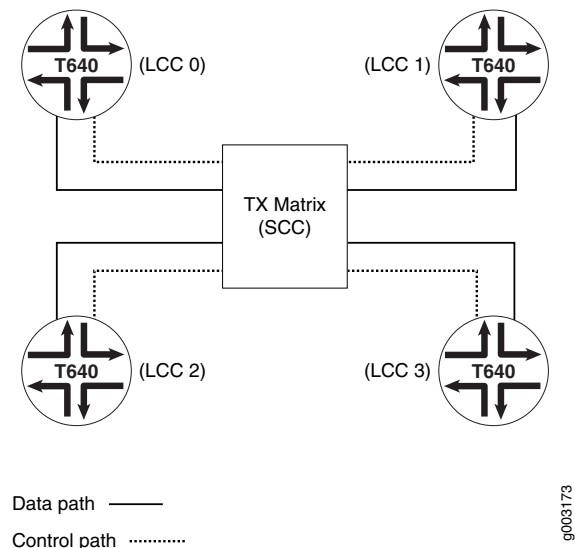 T640 (LCC 0)
(LCC 1) T640
TX Matrix
(SCC)
T640 (LCC 2)
(LCC 3) T640
Data path
Control path
g003173